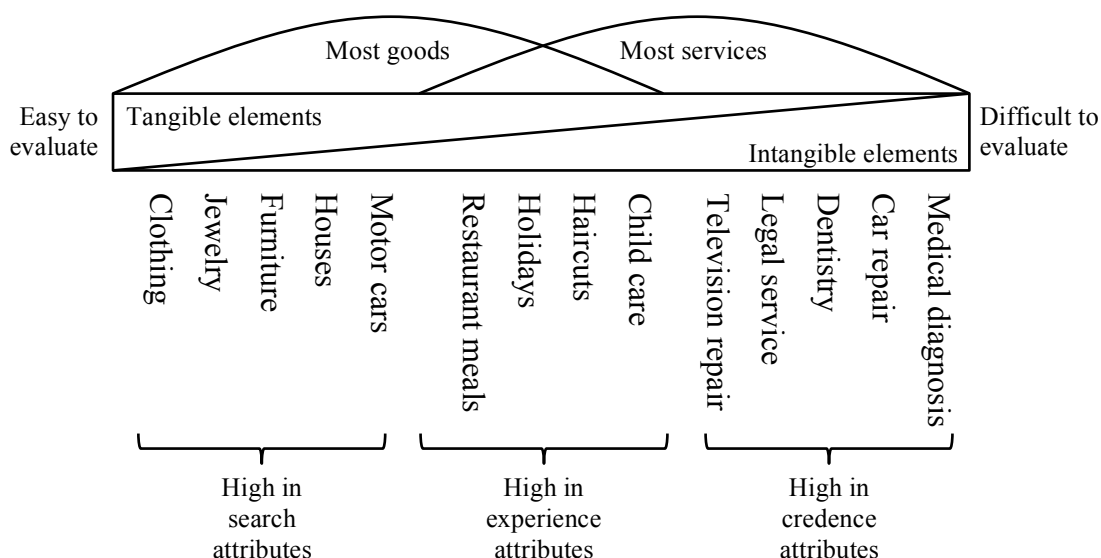 Most goods
Most services
Easy to
evaluate
Tangible elements
Intangible elements
Difficult to
evaluate
Clothing
Jewelry
Furniture
Houses
Motor cars
Restaurant meals
Holidays
Haircuts
Child care
Television repair
Legal service
Dentistry
Car repair
Medical diagnosis
High in
search
attributes
High in
experience
attributes
High in
credence
attributes